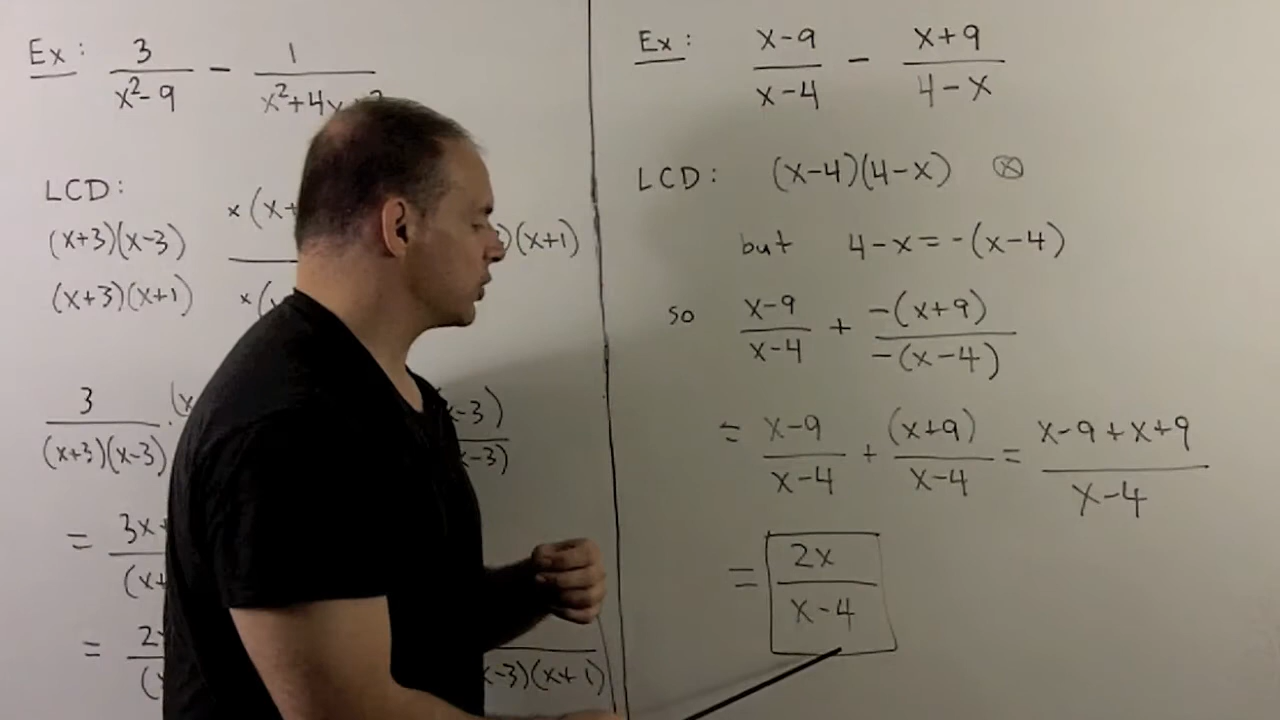 Ex: 3/(x²-9) - 1/(x²+4x
LCD:
(x+3)(x-3) ×(x+
(x+3)(x+1) ×( )(x+1)
3/((x+3)(x-3)) · (x -3)/ x-3)
= 3x / (x+
= 2 / ( x-3)(x+1)
Ex: (x-9)/(x-4) - (x+9)/(4-x)
LCD: (x-4)(4-x) ⊗
but 4-x = -(x-4)
so (x-9)/(x-4) + -(x+9)/-(x-4)
= (x-9)/(x-4) + (x+9)/(x-4) = (x-9+x+9)/(x-4)
= 2x/(x-4)